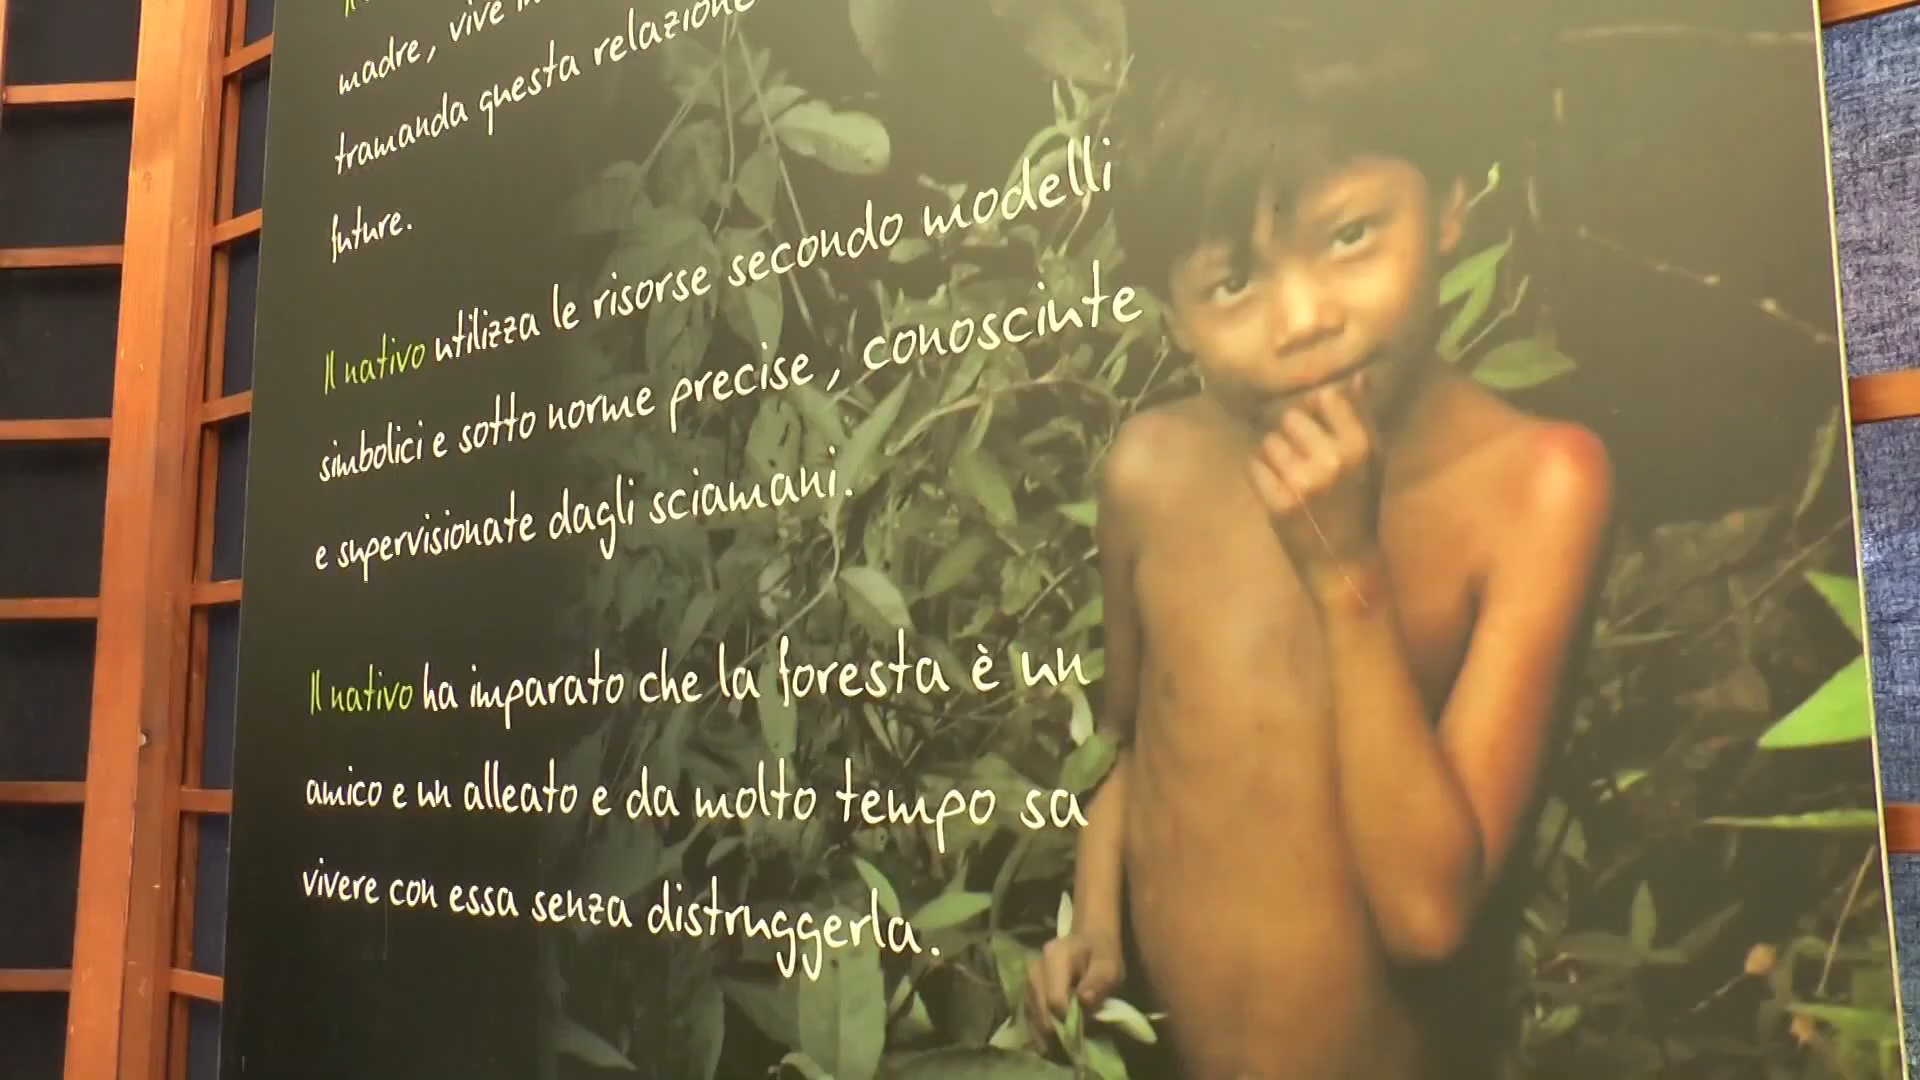 madre, vive
tramanda questa relazione
future.
Il nativo utilizza le risorse secondo modelli
simbolici e sotto norme precise, conosciute
e supervisionate dagli sciamani.
Il nativo ha imparato che la foresta è un
amico e un alleato e da molto tempo sa
vivere con essa senza distruggerla.